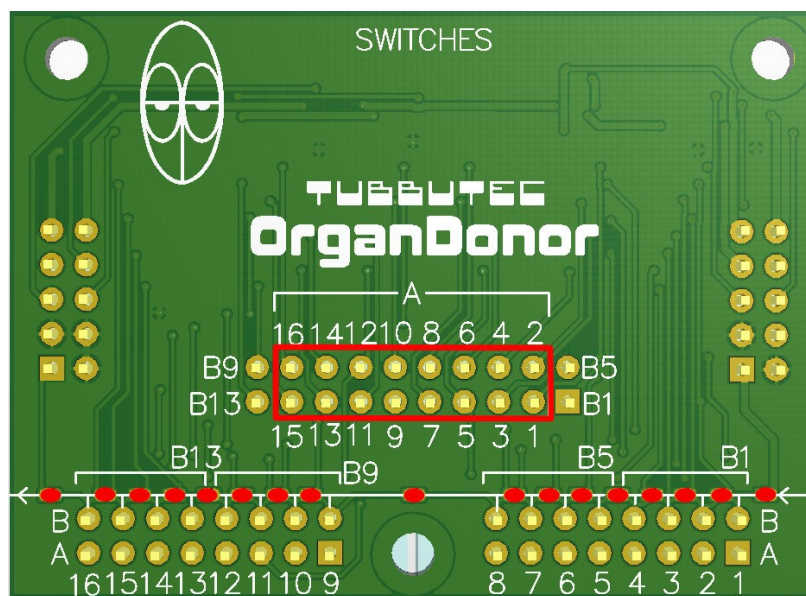 SWITCHES
TUBBUTEC
OrganDonor
A
16 14 12 10 8 6 4 2
B9 B5
B13 B1
15 13 11 9 7 5 3 1
B13 B9 B5 B1
B B
A A
16 15 14 13 12 11 10 9 8 7 6 5 4 3 2 1